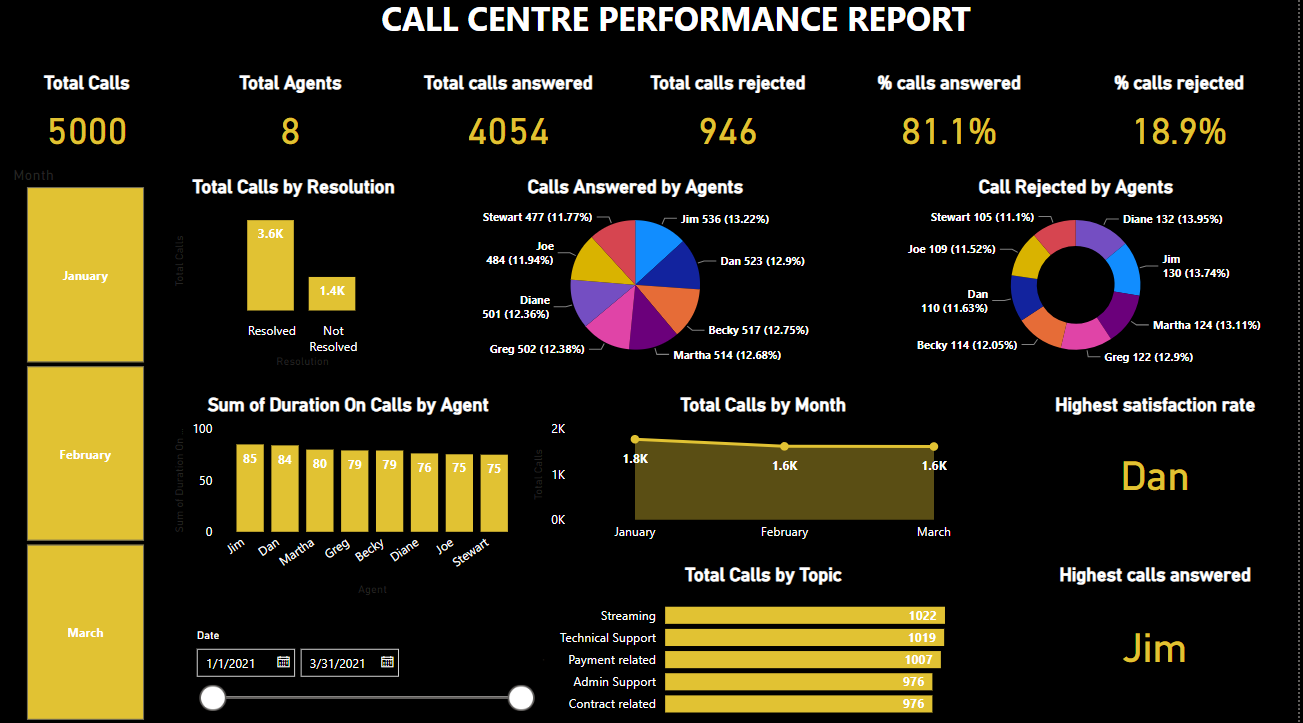 CALL CENTRE PERFORMANCE REPORT
Total Calls
5000
Total Agents
8
Total calls answered
4054
Total calls rejected
946
% calls answered
81.1%
% calls rejected
18.9%
Month
January
February
March
Total Calls by Resolution
Total Calls
3.6K
1.4K
Resolved
Not
Resolved
Resolution
Calls Answered by Agents
Stewart 477 (11.77%)
Jim 536 (13.22%)
Joe
484 (11.94%)
Dan 523 (12.9%)
Diane
501 (12.36%)
Becky 517 (12.75%)
Greg 502 (12.38%)
Martha 514 (12.68%)
Call Rejected by Agents
Stewart 105 (11.1%)
Diane 132 (13.95%)
Joe 109 (11.52%)
Jim
130 (13.74%)
Dan
110 (11.63%)
Martha 124 (13.11%)
Becky 114 (12.05%)
Greg 122 (12.9%)
Sum of Duration On Calls by Agent
Sum of Duration On ...
100
50
0
85
84
80
79
79
76
75
75
Jim
Dan
Martha
Greg
Becky
Diane
Joe
Stewart
Agent
Total Calls by Month
Total Calls
2K
1K
0K
1.8K
1.6K
1.6K
January
February
March
Highest satisfaction rate
Dan
Date
1/1/2021
3/31/2021
Total Calls by Topic
Streaming 1022
Technical Support 1019
Payment related 1007
Admin Support 976
Contract related 976
Highest calls answered
Jim